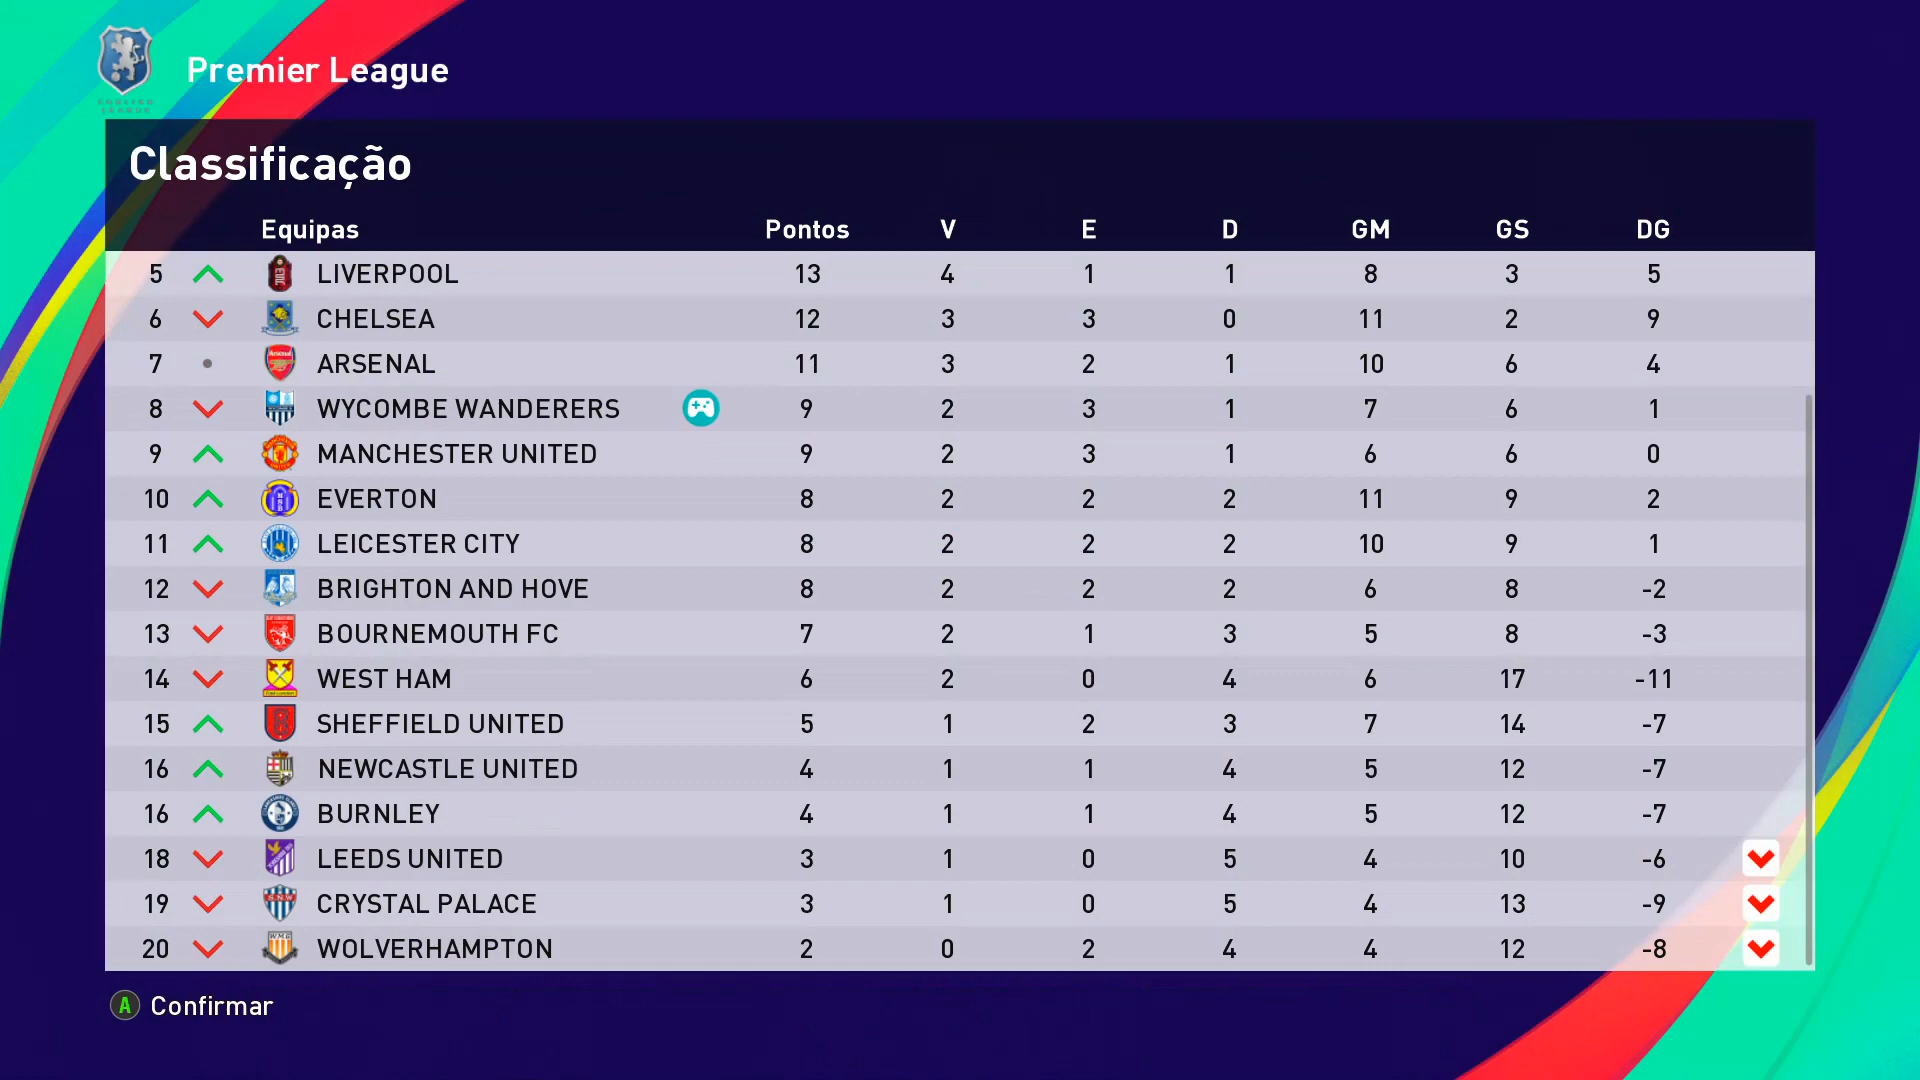 Premier League
Classificação
Equipas Pontos V E D GM GS DG
5 LIVERPOOL 13 4 1 1 8 3 5
6 CHELSEA 12 3 3 0 11 2 9
7 ARSENAL 11 3 2 1 10 6 4
8 WYCOMBE WANDERERS 9 2 3 1 7 6 1
9 MANCHESTER UNITED 9 2 3 1 6 6 0
10 EVERTON 8 2 2 2 11 9 2
11 LEICESTER CITY 8 2 2 2 10 9 1
12 BRIGHTON AND HOVE 8 2 2 2 6 8 -2
13 BOURNEMOUTH FC 7 2 1 3 5 8 -3
14 WEST HAM 6 2 0 4 6 17 -11
15 SHEFFIELD UNITED 5 1 2 3 7 14 -7
16 NEWCASTLE UNITED 4 1 1 4 5 12 -7
16 BURNLEY 4 1 1 4 5 12 -7
18 LEEDS UNITED 3 1 0 5 4 10 -6
19 CRYSTAL PALACE 3 1 0 5 4 13 -9
20 WOLVERHAMPTON 2 0 2 4 4 12 -8
A Confirmar